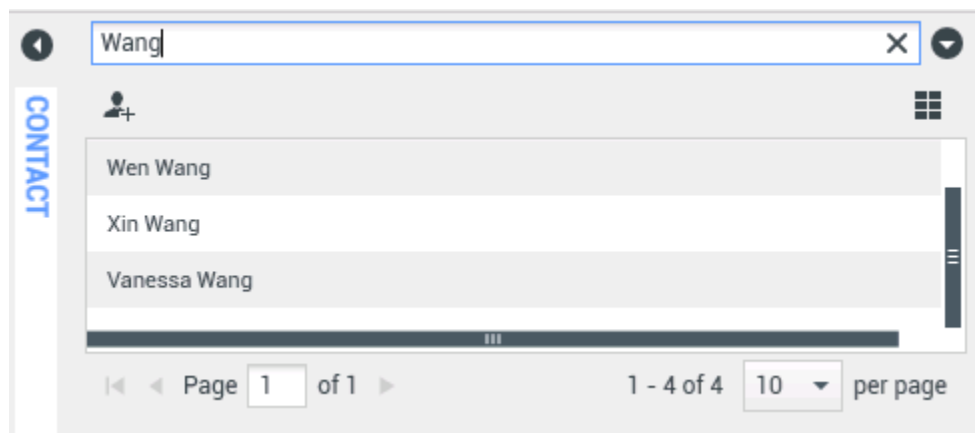 Wang
CONTACT
Wen Wang
Xin Wang
Vanessa Wang
Page 1 of 1 1 - 4 of 4 10 per page